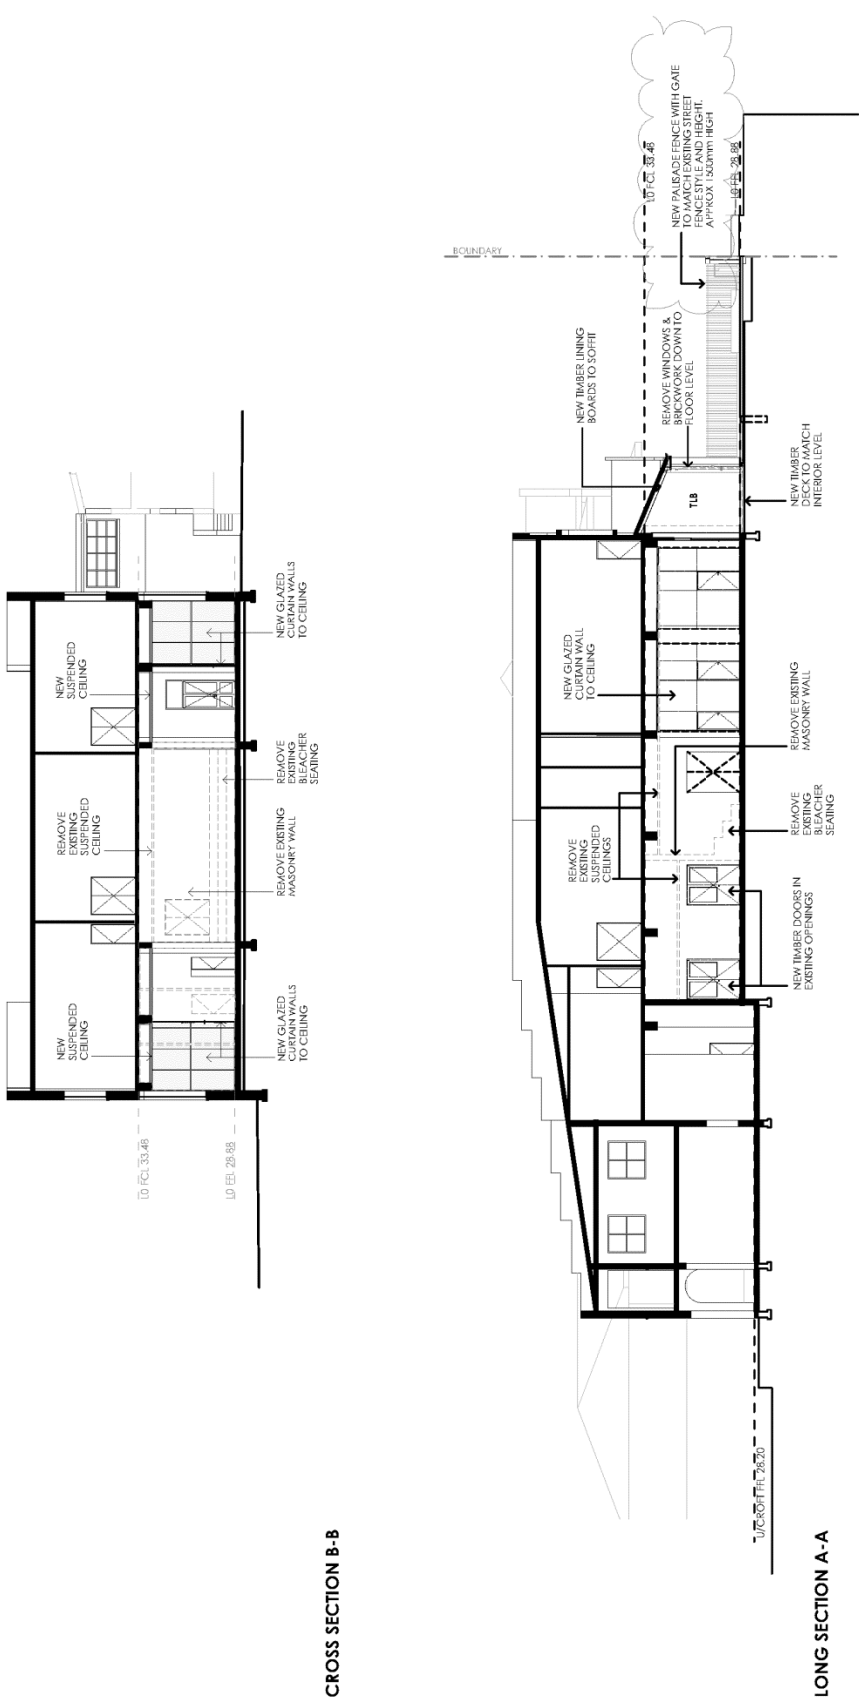 NEW
SUSPENDED
CEILING
REMOVE
EXISTING
SUSPENDED
CEILING
NEW
SUSPENDED
CEILING
L0 FCL 33.48
L0 FFL 28.88
NEW GLAZED
CURTAIN WALLS
TO CEILING
REMOVE EXISTING
MASONRY WALL
REMOVE
EXISTING
BLEACHER
SEATING
NEW GLAZED
CURTAIN WALLS
TO CEILING
CROSS SECTION B-B
BOUNDARY
NEW TIMBER LINING
BOARDS TO SOFFIT
L0 FCL 33.48
NEW PALISADE FENCE WITH GATE
TO MATCH EXISTING STREET
FENCE STYLE AND HEIGHT.
APPROX 1500mm HIGH
L0 FFL 28.88
REMOVE WINDOWS &
BRICKWORK DOWN TO
FLOOR LEVEL
TLB
NEW GLAZED
CURTAIN WALL
TO CEILING
REMOVE
EXISTING
SUSPENDED
CEILINGS
U/CROFT FFL 28.20
NEW TIMBER DOORS IN
EXISTING OPENINGS
REMOVE
EXISTING
BLEACHER
SEATING
REMOVE EXISTING
MASONRY WALL
NEW TIMBER
DECK TO MATCH
INTERIOR LEVEL
LONG SECTION A-A